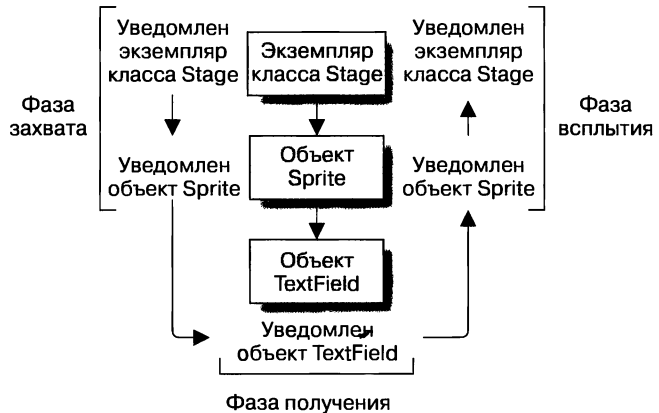 Уведомлен
экземпляр
класса Stage
Экземпляр
класса Stage
Уведомлен
экземпляр
класса Stage
Фаза
захвата
Фаза
всплытия
Уведомлен
объект Sprite
Объект
Sprite
Уведомлен
объект Sprite
Объект
TextField
Уведомлен
объект TextField
Фаза получения